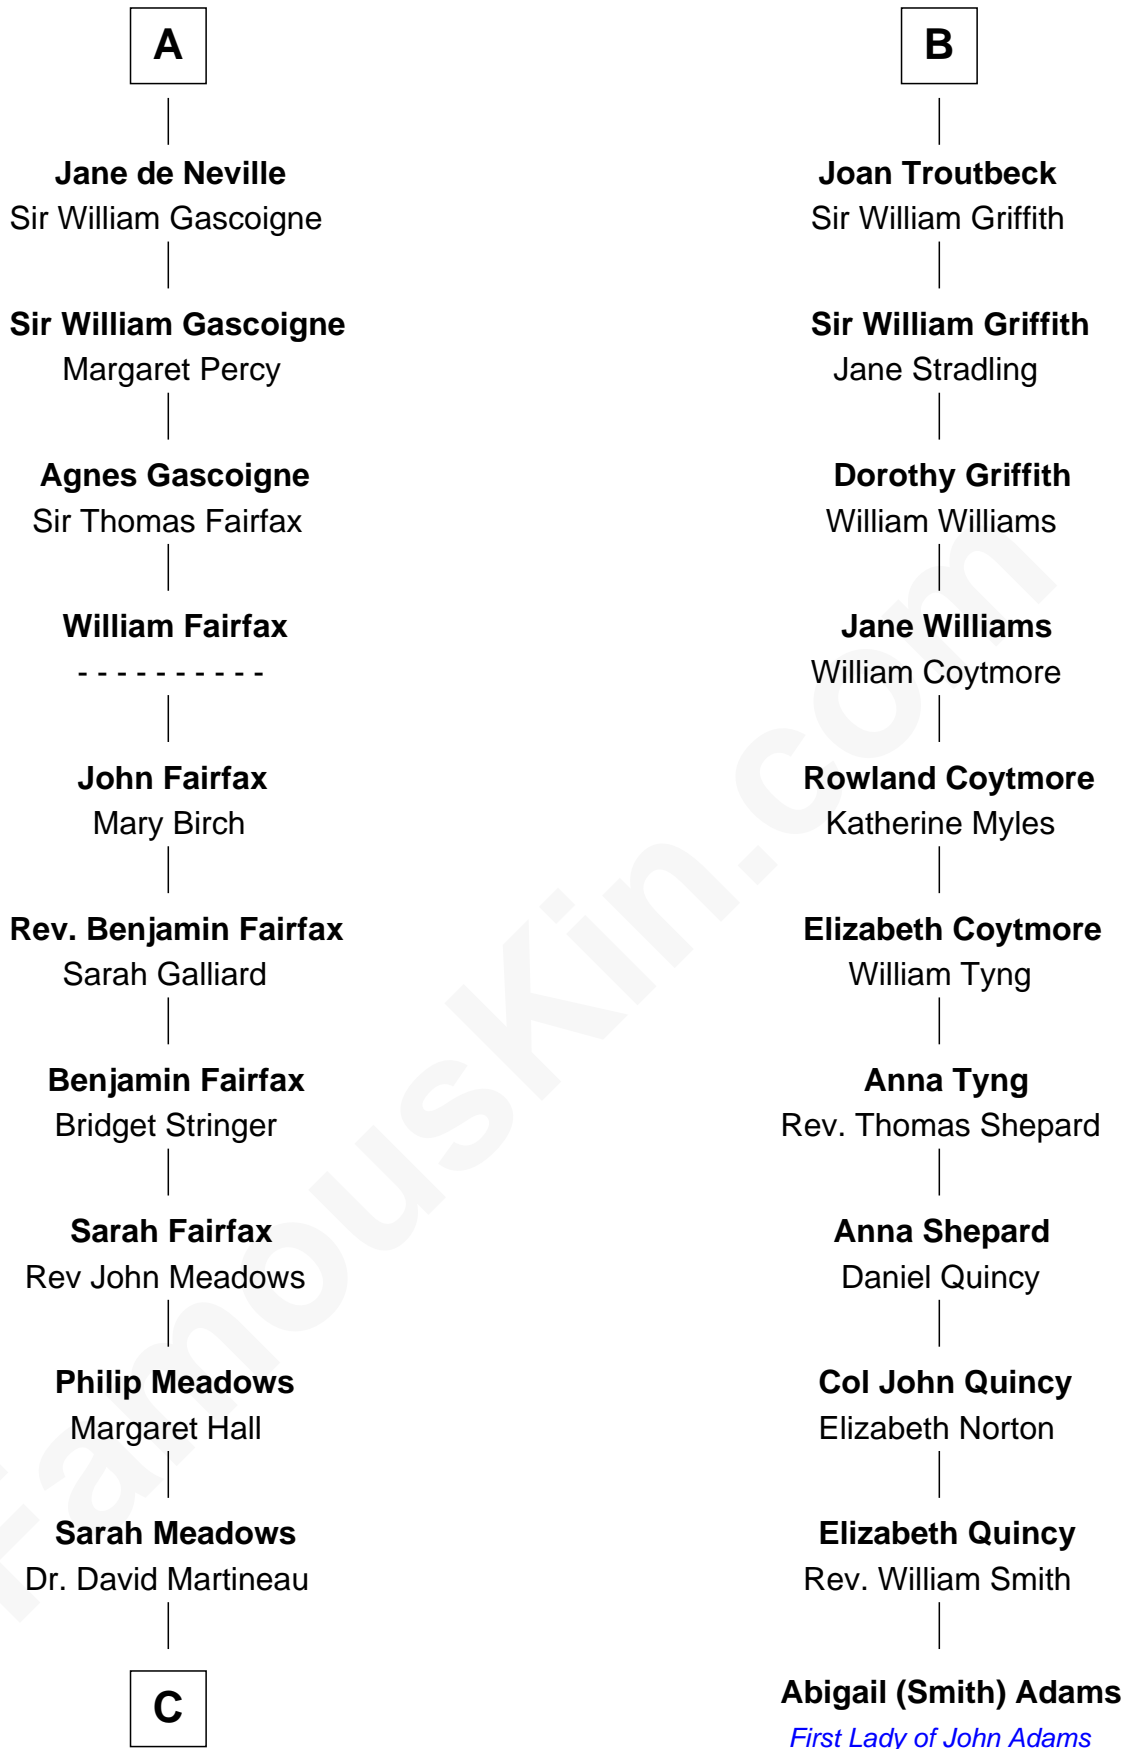 A
Jane de Neville
Sir William Gascoigne
Sir William Gascoigne
Margaret Percy
Agnes Gascoigne
Sir Thomas Fairfax
William Fairfax
- - - - - - - - - -
John Fairfax
Mary Birch
Rev. Benjamin Fairfax
Sarah Galliard
Benjamin Fairfax
Bridget Stringer
Sarah Fairfax
Rev John Meadows
Philip Meadows
Margaret Hall
Sarah Meadows
Dr. David Martineau
C
B
Joan Troutbeck
Sir William Griffith
Sir William Griffith
Jane Stradling
Dorothy Griffith
William Williams
Jane Williams
William Coytmore
Rowland Coytmore
Katherine Myles
Elizabeth Coytmore
William Tyng
Anna Tyng
Rev. Thomas Shepard
Anna Shepard
Daniel Quincy
Col John Quincy
Elizabeth Norton
Elizabeth Quincy
Rev. William Smith
Abigail (Smith) Adams
First Lady of John Adams
FamousKin.com